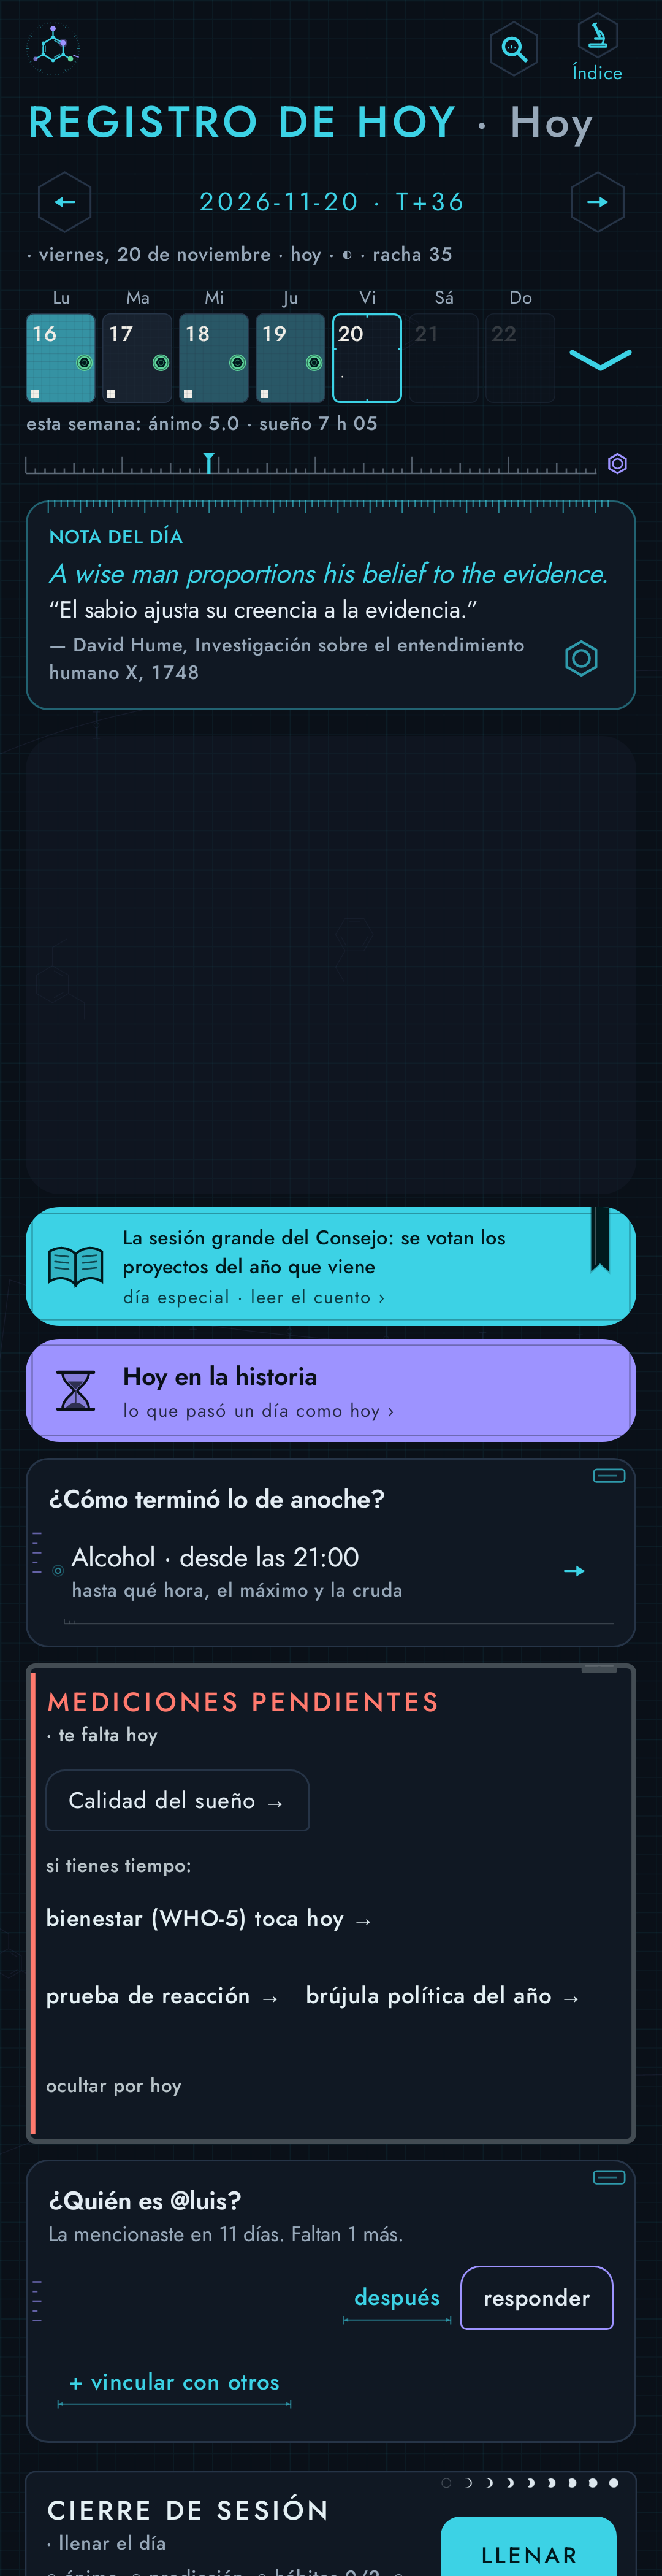 Índice
REGISTRO DE HOY · Hoy
2026-11-20 · T+36
· viernes, 20 de noviembre · hoy · · racha 35
Lu Ma Mi Ju Vi Sá Do
16 17 18 19 20 21 22
esta semana: ánimo 5.0 · sueño 7 h 05
NOTA DEL DÍA
A wise man proportions his belief to the evidence.
“El sabio ajusta su creencia a la evidencia.”
— David Hume, Investigación sobre el entendimiento
humano X, 1748
La sesión grande del Consejo: se votan los
proyectos del año que viene
día especial · leer el cuento ›
Hoy en la historia
lo que pasó un día como hoy ›
¿Cómo terminó lo de anoche?
Alcohol · desde las 21:00
hasta qué hora, el máximo y la cruda
MEDICIONES PENDIENTES
· te falta hoy
Calidad del sueño →
si tienes tiempo:
bienestar (WHO-5) toca hoy →
prueba de reacción → brújula política del año →
ocultar por hoy
¿Quién es @luis?
La mencionaste en 11 días. Faltan 1 más.
después responder
+ vincular con otros
CIERRE DE SESIÓN
· llenar el día
LLENAR